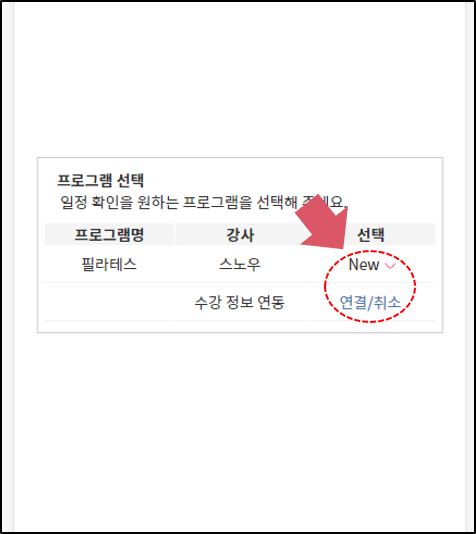 프로그램 선택
일정 확인을 원하는 프로그램을 선택해 주세요.
프로그램명 강사 선택
필라테스 스노우 New
수강 정보 연동 연결/취소